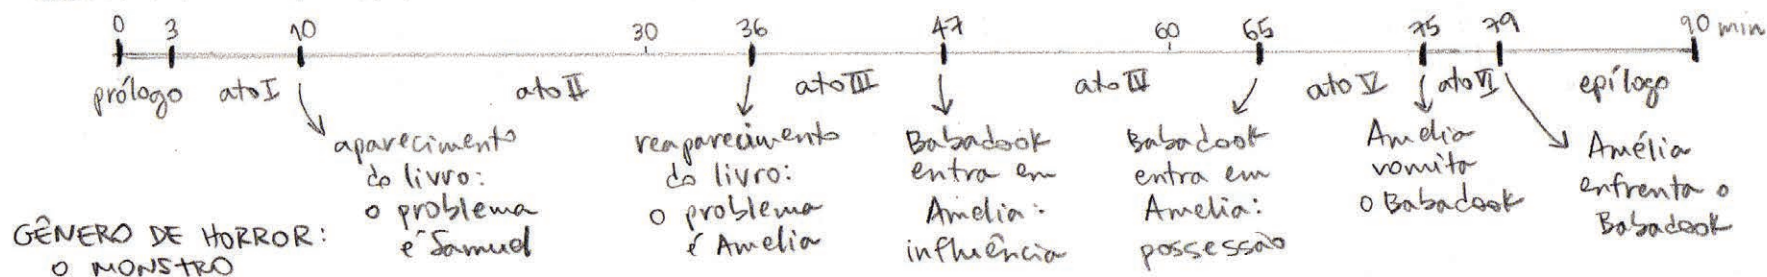 0 3 10 30 36 47 60 65 75 79 90 min
prólogo ato I ato II ato III ato IV ato V ato VI epílogo
aparecimento
do livro:
o problema
é Samuel
reaparecimento
do livro:
o problema
é Amelia
Babadook
entra em
Amelia:
influência
Babadook
entra em
Amelia:
possessão
Amelia
vomita
o Babadook
Amélia
enfrenta o
Babadook
GÊNERO DE HORROR:
O MONSTRO